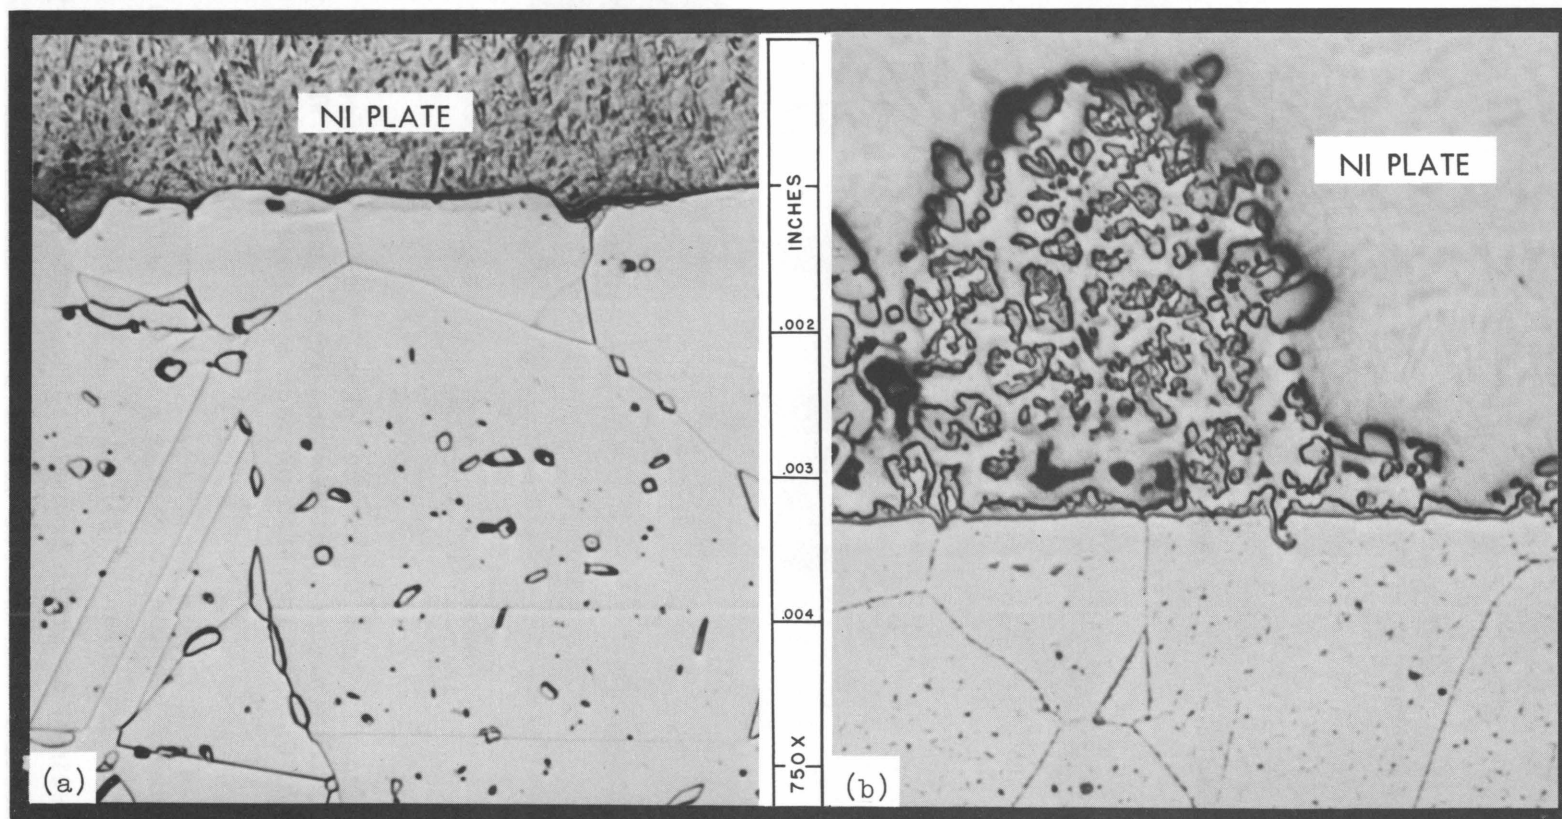 NI PLATE
(a)
INCHES
.002
.003
.004
750X
NI PLATE
(b)